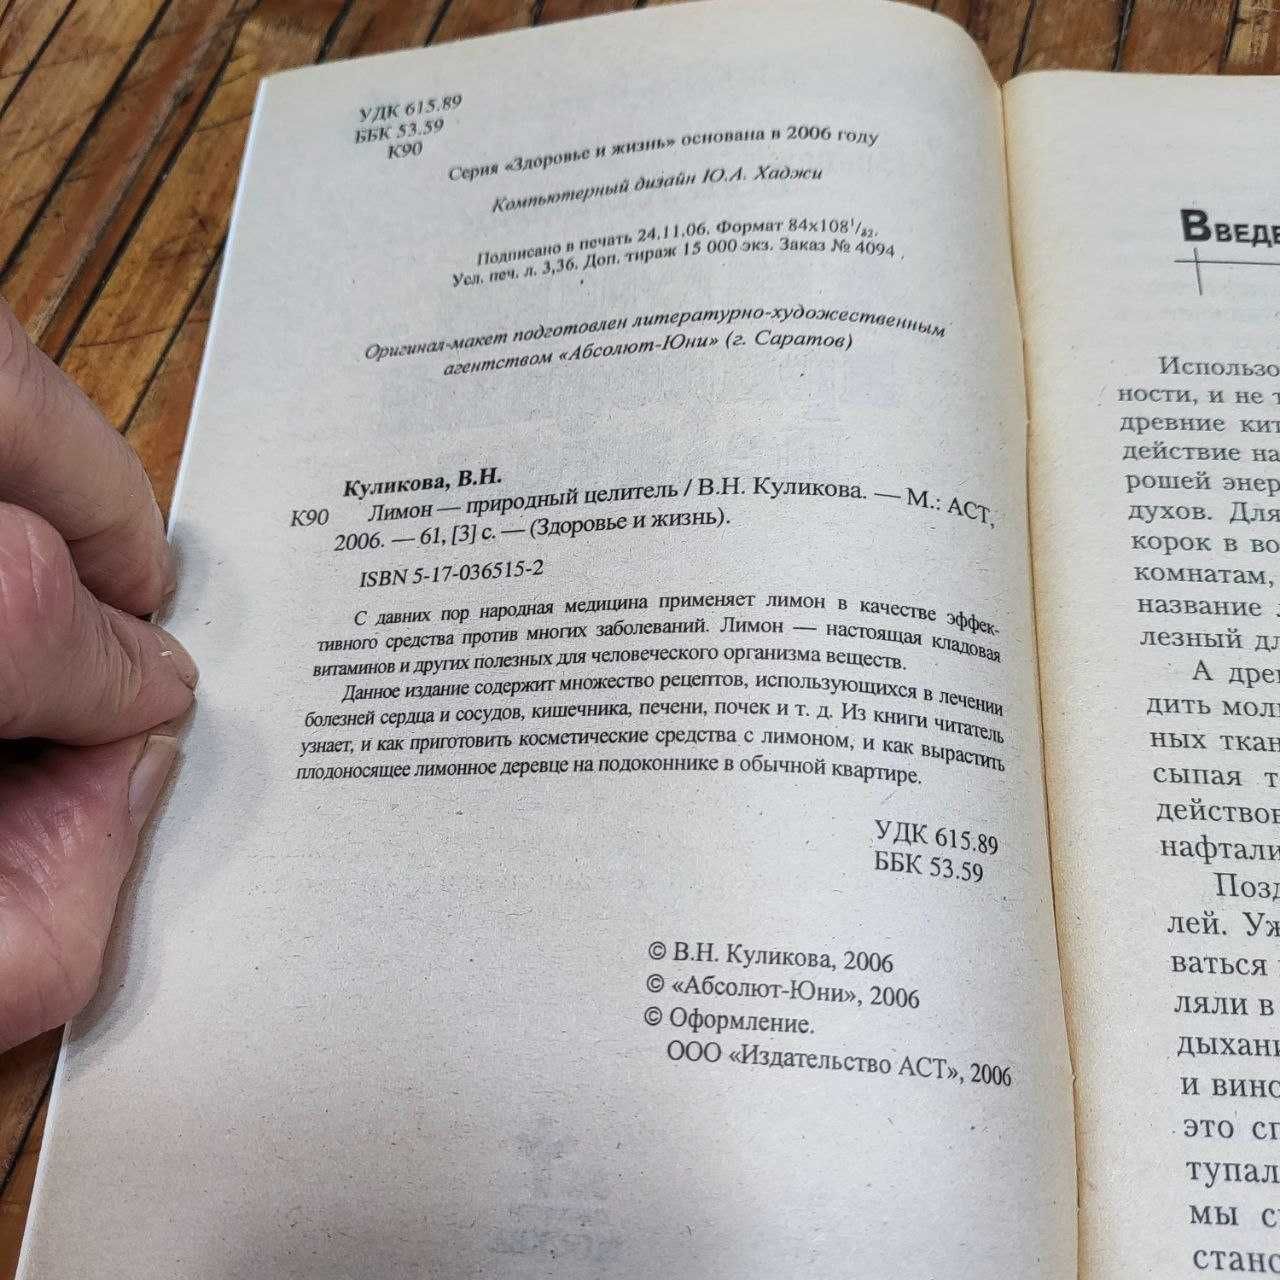 УДК 615.89
ББК 53.59
К90
Серия «Здоровье и жизнь» основана в 2006 году
Компьютерный дизайн Ю.А. Хаджи
Подписано в печать 24.11.06. Формат 84х108¹/₃₂.
Усл. печ. л. 3,36. Доп. тираж 15 000 экз. Заказ № 4094
Оригинал-макет подготовлен литературно-художественным
агентством «Абсолют-Юни» (г. Саратов)
Куликова, В.Н.
К90 Лимон — природный целитель / В.Н. Куликова. — М.: АСТ,
2006. — 61, [3] с. — (Здоровье и жизнь).
ISBN 5-17-036515-2
С давних пор народная медицина применяет лимон в качестве эффек-
тивного средства против многих заболеваний. Лимон — настоящая кладовая
витаминов и других полезных для человеческого организма веществ.
Данное издание содержит множество рецептов, использующихся в лечении
болезней сердца и сосудов, кишечника, печени, почек и т. д. Из книги читатель
узнает, и как приготовить косметические средства с лимоном, и как вырастить
плодоносящее лимонное деревце на подоконнике в обычной квартире.
УДК 615.89
ББК 53.59
© В.Н. Куликова, 2006
© «Абсолют-Юни», 2006
© Оформление.
ООО «Издательство АСТ», 2006
Введе
Использо
ности, и не т
древние кит
действие на
рошей энер
духов. Для
корок в во
комнатам,
название
лезный дл
А древ
дить мол
ных ткан
сыпая т
действов
нафтали
Позд
лей. Уж
ваться
ляли в
дыхани
и вино
это сп
тупал
мы с
стано